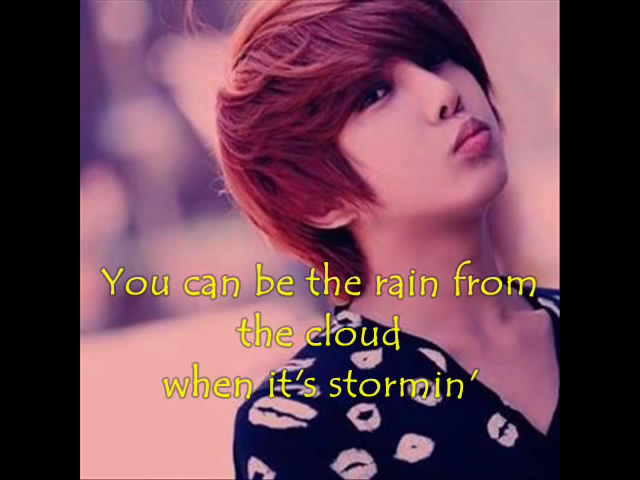 You can be the rain from
the cloud
when it's stormin'